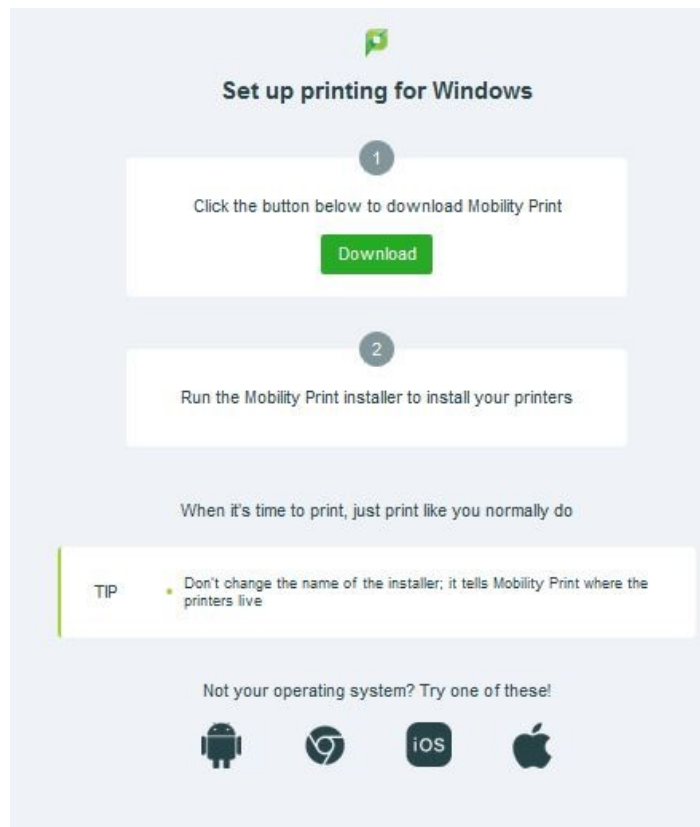 Set up printing for Windows
1
Click the button below to download Mobility Print
Download
2
Run the Mobility Print installer to install your printers
When it's time to print, just print like you normally do
TIP
Don't change the name of the installer; it tells Mobility Print where the
printers live
Not your operating system? Try one of these!
iOS